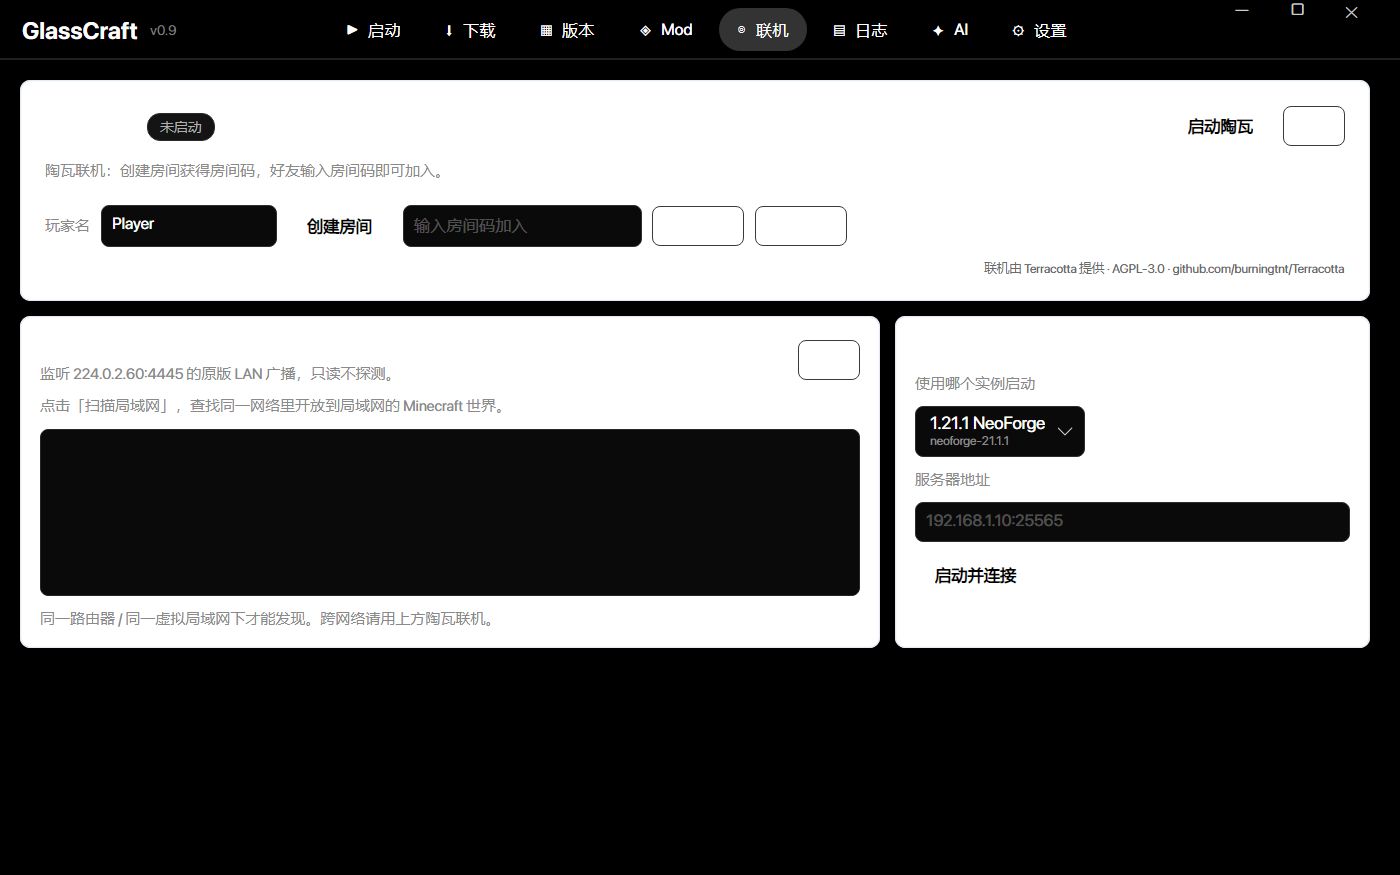 GlassCraft v0.9 启动 下载 版本 Mod 联机 日志 AI 设置
未启动 启动陶瓦
陶瓦联机：创建房间获得房间码，好友输入房间码即可加入。
玩家名 Player 创建房间 输入房间码加入
联机由 Terracotta 提供 · AGPL-3.0 · github.com/burningtnt/Terracotta
监听 224.0.2.60:4445 的原版 LAN 广播，只读不探测。
点击「扫描局域网」，查找同一网络里开放到局域网的 Minecraft 世界。
同一路由器 / 同一虚拟局域网下才能发现。跨网络请用上方陶瓦联机。
使用哪个实例启动
1.21.1 NeoForge
neoforge-21.1.1
服务器地址
192.168.1.10:25565
启动并连接